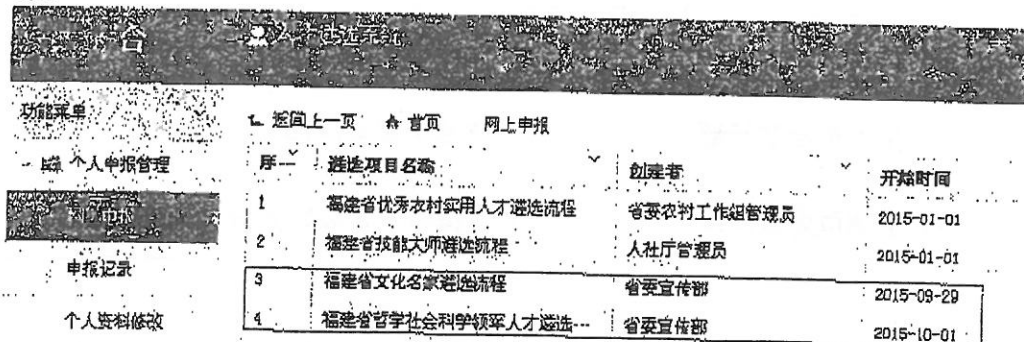 功能菜单
返回上一页 首页 网上申报
个人申报管理
序... 遴选项目名称 创建者 开始时间
1 福建省优秀农村实用人才遴选流程 省委农村工作组管理员 2015-01-01
2 福建省技能大师遴选流程 人社厅管理员 2015-01-01
申报记录
3 福建省文化名家遴选流程 省委宣传部 2015-09-29
个人资料修改
4 福建省哲学社会科学领军人才遴选... 省委宣传部 2015-10-01